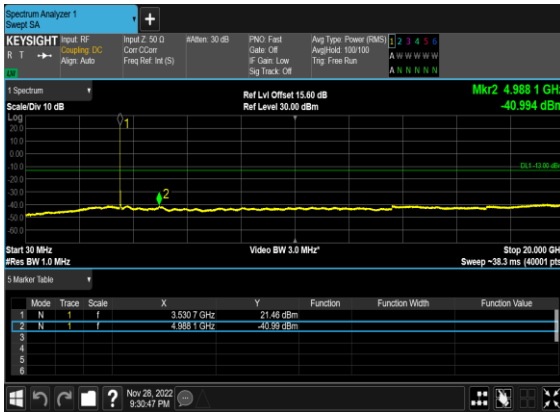 Spectrum Analyzer 1
Swept SA
KEYSIGHT
R T
LXI
Input: RF
Coupling: DC
Align: Auto
Input Z: 50 Ω
Corr CCorr
Freq Ref: Int (S)
#Atten: 30 dB
PNO: Fast
Gate: Off
IF Gain: Low
Sig Track: Off
Avg Type: Power (RMS)
Avg|Hold: 100/100
Trig: Free Run
1 2 3 4 5 6
A W W W W W
A N N N N N
1 Spectrum
Scale/Div 10 dB
Ref Lvl Offset 15.60 dB
Ref Level 30.00 dBm
Mkr2 4.988 1 GHz
-40.994 dBm
Log
20.0
10.0
0.00
-10.0
-20.0
-30.0
-40.0
-50.0
-60.0
1
2
DL1 -13.00 dBm
Start 30 MHz
#Res BW 1.0 MHz
Video BW 3.0 MHz*
Stop 20.000 GHz
Sweep ~38.3 ms (40001 pts)
5 Marker Table
Mode Trace Scale X Y Function Function Width Function Value
1 N 1 f 3.530 7 GHz 21.46 dBm
2 N 1 f 4.988 1 GHz -40.99 dBm
3
4
5
6
?
Nov 28, 2022
9:30:47 PM